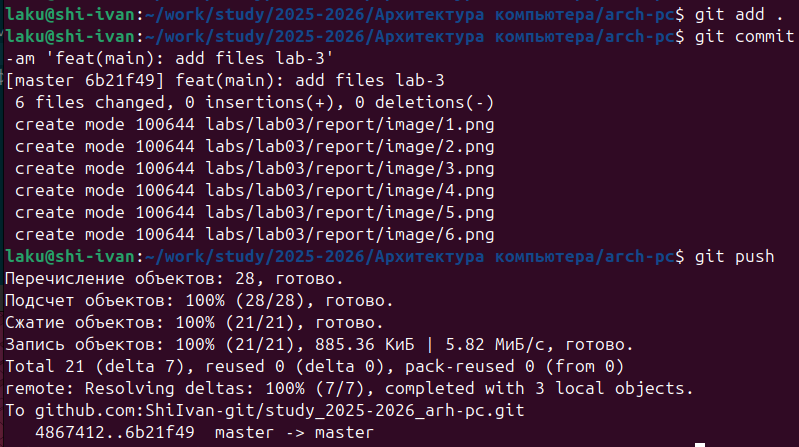 laku@shi-ivan:~/work/study/2025-2026/Архитектура компьютера/arch-pc$ git add .
laku@shi-ivan:~/work/study/2025-2026/Архитектура компьютера/arch-pc$ git commit
-am 'feat(main): add files lab-3'
[master 6b21f49] feat(main): add files lab-3
 6 files changed, 0 insertions(+), 0 deletions(-)
 create mode 100644 labs/lab03/report/image/1.png
 create mode 100644 labs/lab03/report/image/2.png
 create mode 100644 labs/lab03/report/image/3.png
 create mode 100644 labs/lab03/report/image/4.png
 create mode 100644 labs/lab03/report/image/5.png
 create mode 100644 labs/lab03/report/image/6.png
laku@shi-ivan:~/work/study/2025-2026/Архитектура компьютера/arch-pc$ git push
Перечисление объектов: 28, готово.
Подсчет объектов: 100% (28/28), готово.
Сжатие объектов: 100% (21/21), готово.
Запись объектов: 100% (21/21), 885.36 КиБ | 5.82 МиБ/с, готово.
Total 21 (delta 7), reused 0 (delta 0), pack-reused 0 (from 0)
remote: Resolving deltas: 100% (7/7), completed with 3 local objects.
To github.com:ShiIvan-git/study_2025-2026_arh-pc.git
   4867412..6b21f49  master -> master